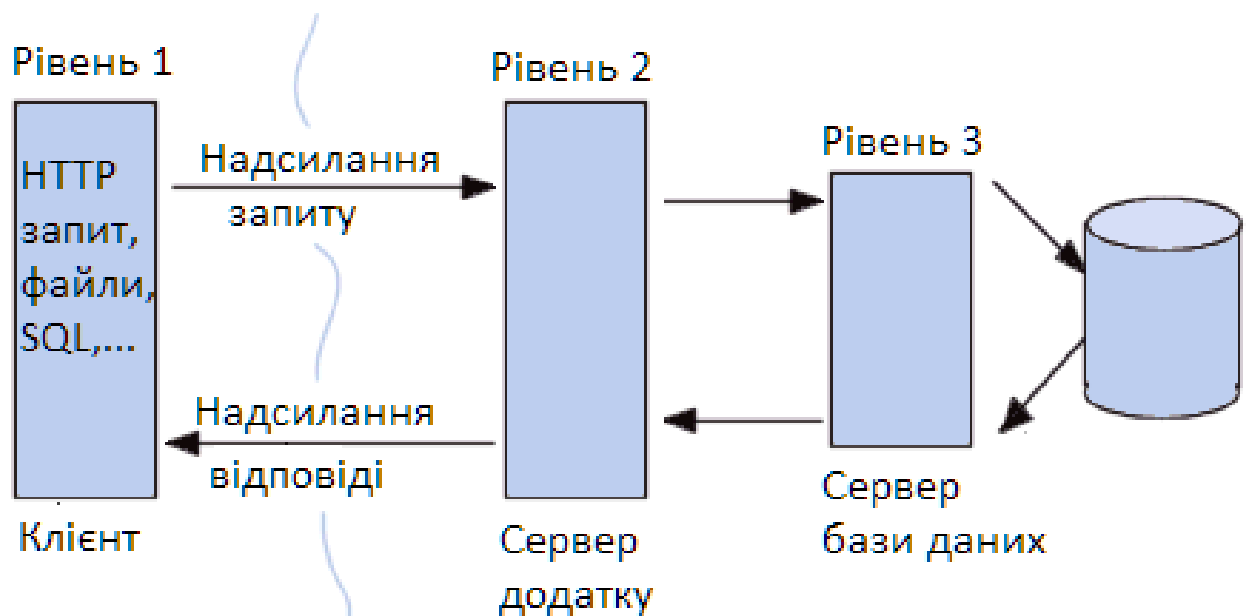 Рівень 1
HTTP
запит,
файли,
SQL,...
Клієнт
Надсилання
запиту
Надсилання
відповіді
Рівень 2
Сервер
додатку
Рівень 3
Сервер
бази даних